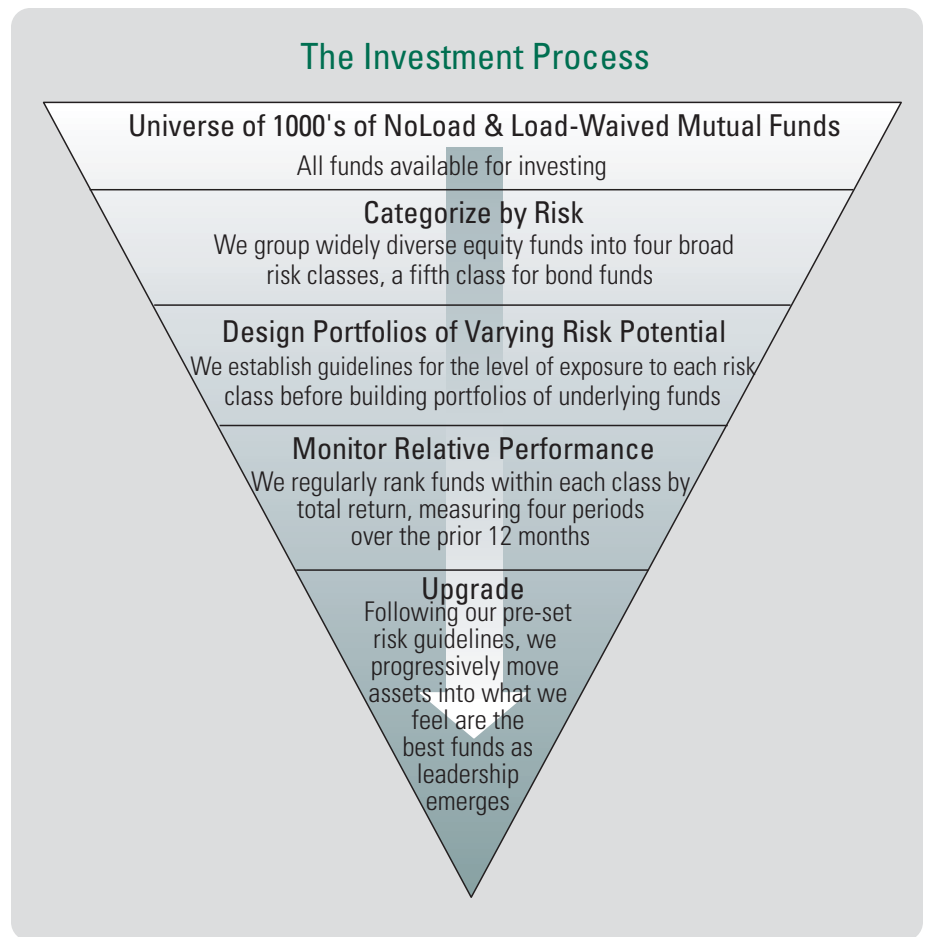 The Investment Process
Universe of 1000's of NoLoad & Load-Waived Mutual Funds
All funds available for investing
Categorize by Risk
We group widely diverse equity funds into four broad
risk classes, a fifth class for bond funds
Design Portfolios of Varying Risk Potential
We establish guidelines for the level of exposure to each risk
class before building portfolios of underlying funds
Monitor Relative Performance
We regularly rank funds within each class by
total return, measuring four periods
over the prior 12 months
Upgrade
Following our pre-set
risk guidelines, we
progressively move
assets into what we
feel are the
best funds as
leadership
emerges